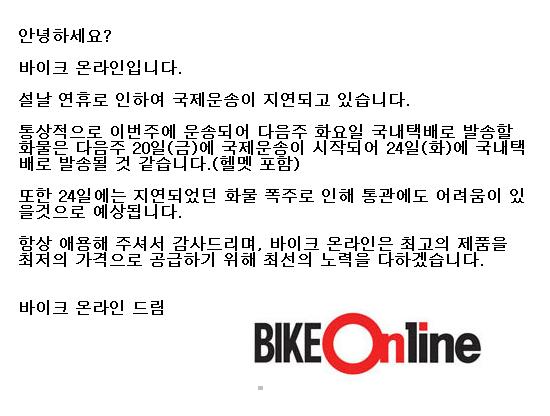 안녕하세요?
바이크 온라인입니다.
설날 연휴로 인하여 국제운송이 지연되고 있습니다.
통상적으로 이번주에 운송되어 다음주 화요일 국내택배로 발송할
화물은 다음주 20일(금)에 국제운송이 시작되어 24일(화)에 국내택
배로 발송될 것 같습니다.(헬멧 포함)
또한 24일에는 지연되었던 화물 폭주로 인해 통관에도 어려움이 있
을것으로 예상됩니다.
항상 애용해 주셔서 감사드리며, 바이크 온라인은 최고의 제품을
최저의 가격으로 공급하기 위해 최선의 노력을 다하겠습니다.
바이크 온라인 드림
BIKEOnline